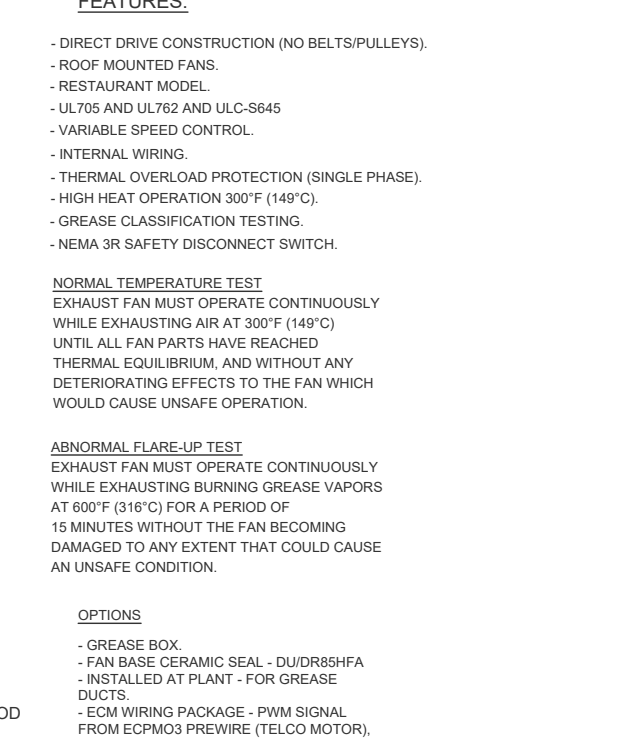 FEATURES:
- DIRECT DRIVE CONSTRUCTION (NO BELTS/PULLEYS).
- ROOF MOUNTED FANS.
- RESTAURANT MODEL.
- UL705 AND UL762 AND ULC-S645
- VARIABLE SPEED CONTROL.
- INTERNAL WIRING.
- THERMAL OVERLOAD PROTECTION (SINGLE PHASE).
- HIGH HEAT OPERATION 300°F (149°C).
- GREASE CLASSIFICATION TESTING.
- NEMA 3R SAFETY DISCONNECT SWITCH.
NORMAL TEMPERATURE TEST
EXHAUST FAN MUST OPERATE CONTINUOUSLY
WHILE EXHAUSTING AIR AT 300°F (149°C)
UNTIL ALL FAN PARTS HAVE REACHED
THERMAL EQUILIBRIUM, AND WITHOUT ANY
DETERIORATING EFFECTS TO THE FAN WHICH
WOULD CAUSE UNSAFE OPERATION.
ABNORMAL FLARE-UP TEST
EXHAUST FAN MUST OPERATE CONTINUOUSLY
WHILE EXHAUSTING BURNING GREASE VAPORS
AT 600°F (316°C) FOR A PERIOD OF
15 MINUTES WITHOUT THE FAN BECOMING
DAMAGED TO ANY EXTENT THAT COULD CAUSE
AN UNSAFE CONDITION.
OPTIONS
- GREASE BOX.
- FAN BASE CERAMIC SEAL - DU/DR85HFA
- INSTALLED AT PLANT - FOR GREASE
DUCTS.
- ECM WIRING PACKAGE - PWM SIGNAL
FROM ECPMO3 PREWIRE (TELCO MOTOR),